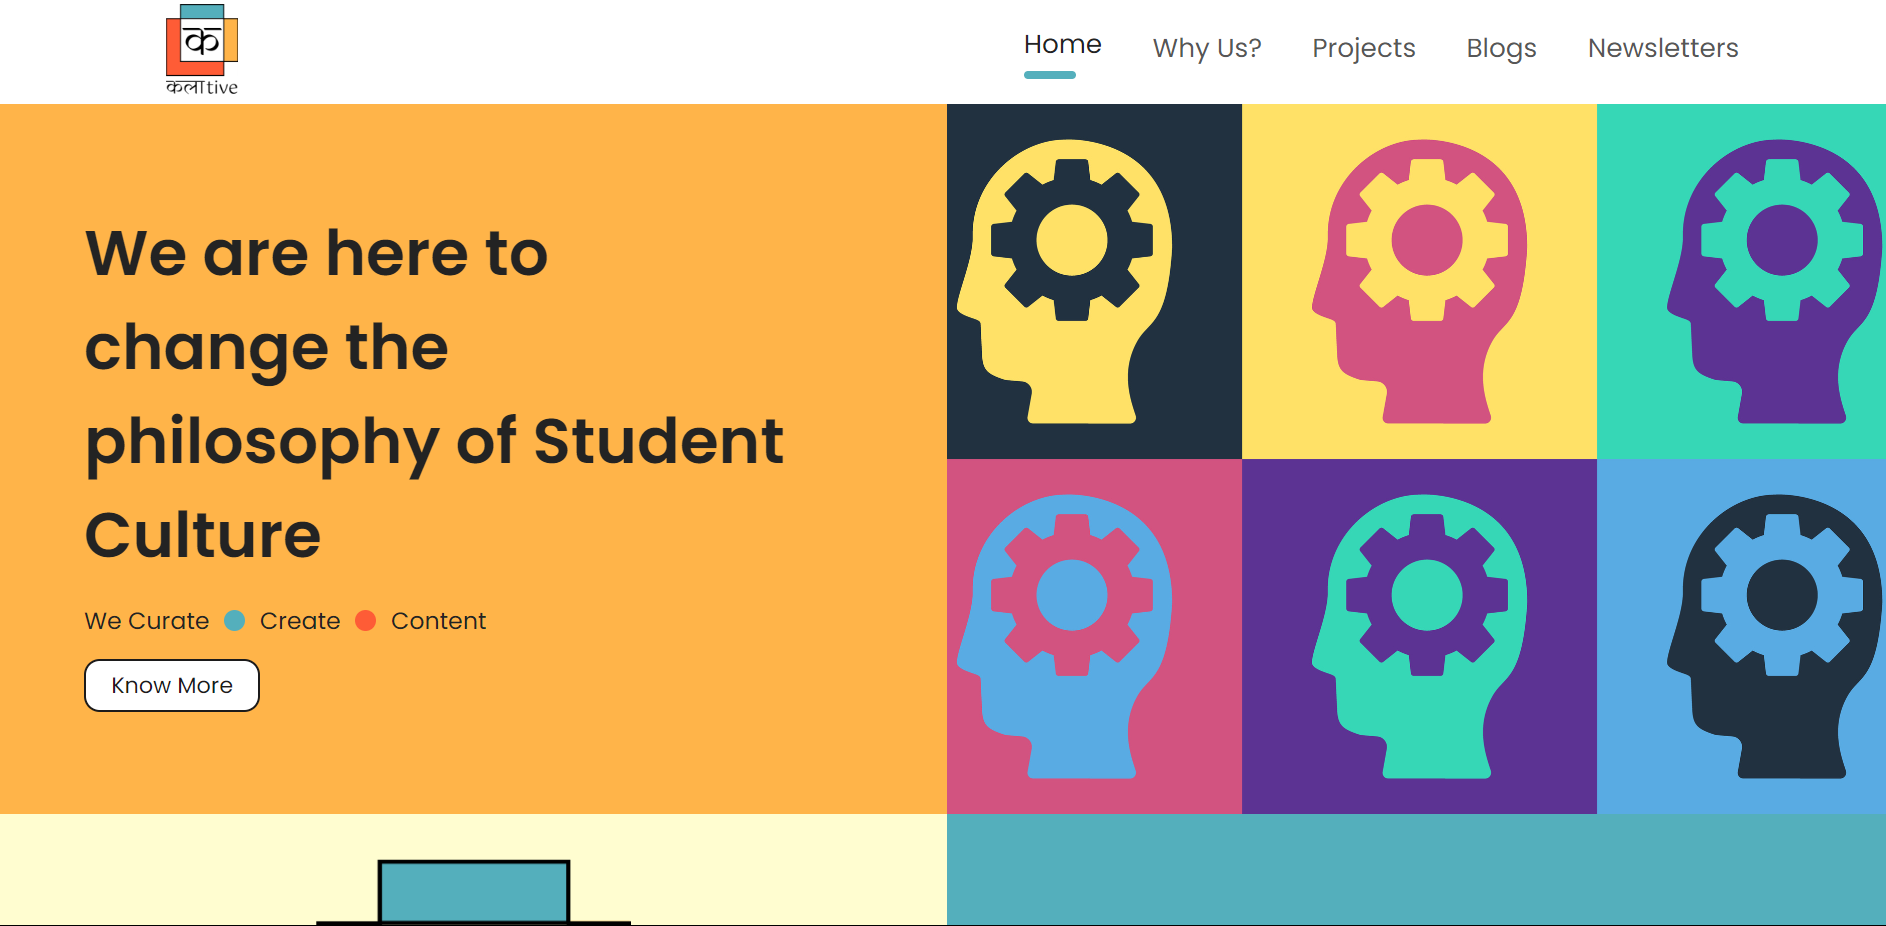 क
कलाtive
Home
Why Us?
Projects
Blogs
Newsletters
We are here to
change the
philosophy of Student
Culture
We Curate Create Content
Know More